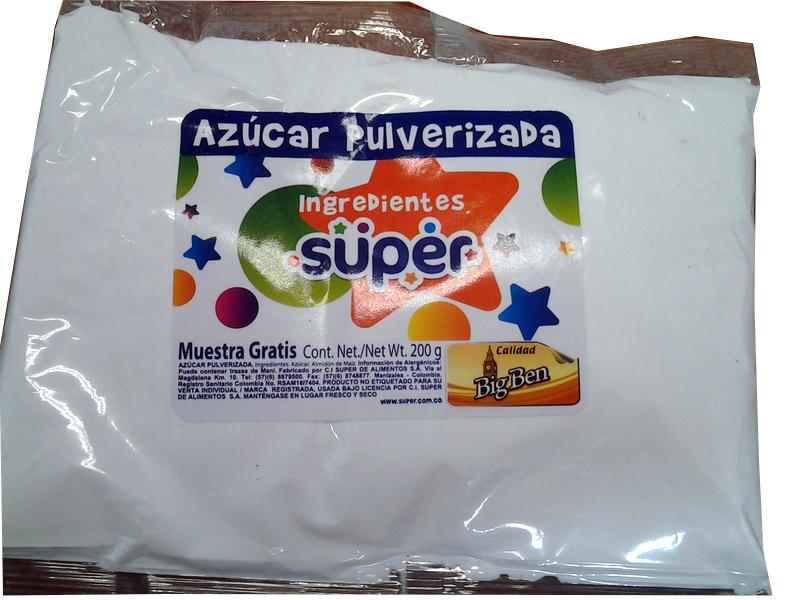 Azúcar Pulverizada
Ingredientes
súper
Muestra Gratis Cont. Net./Net Wt. 200 g
AZÚCAR PULVERIZADA, Ingredientes: Azúcar, Almidón de Maíz. Información de Alergénicos:
Puede contener trazas de Maní. Fabricado por C.I SUPER DE ALIMENTOS S.A. Vía al
Magdalena Km. 10. Tel: (57)(6) 8879500. Fax: (57)(6) 8748877. Manizales - Colombia.
Registro Sanitario Colombia No. RSAM16I7404. PRODUCTO NO ETIQUETADO PARA SU
VENTA INDIVIDUAL / MARCA REGISTRADA, USADA BAJO LICENCIA POR C.I. SUPER
DE ALIMENTOS S.A. MANTÉNGASE EN LUGAR FRESCO Y SECO
www.super.com.co
Calidad
Big Ben